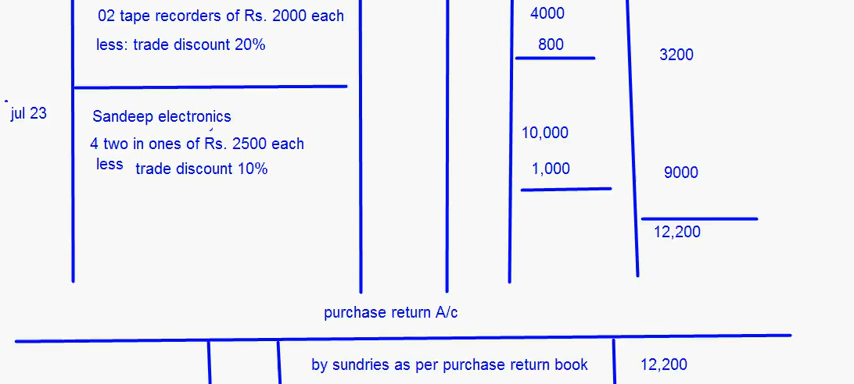 02 tape recorders of Rs. 2000 each 4000
less: trade discount 20% 800 3200
jul 23 Sandeep electronics
4 two in ones of Rs. 2500 each 10,000
less trade discount 10% 1,000 9000
12,200
purchase return A/c
by sundries as per purchase return book 12,200